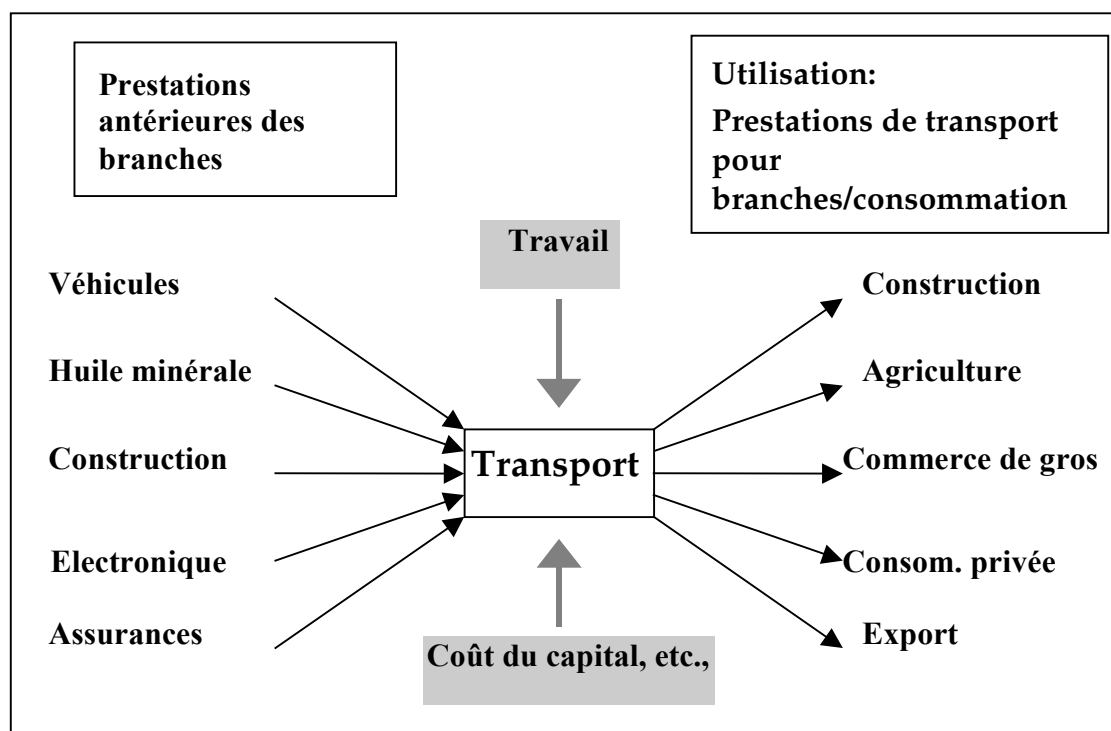 Prestations
antérieures des
branches
Utilisation:
Prestations de transport
pour
branches/consommation
Travail
Véhicules
Huile minérale
Construction
Electronique
Assurances
Transport
Construction
Agriculture
Commerce de gros
Consom. privée
Export
Coût du capital, etc.,